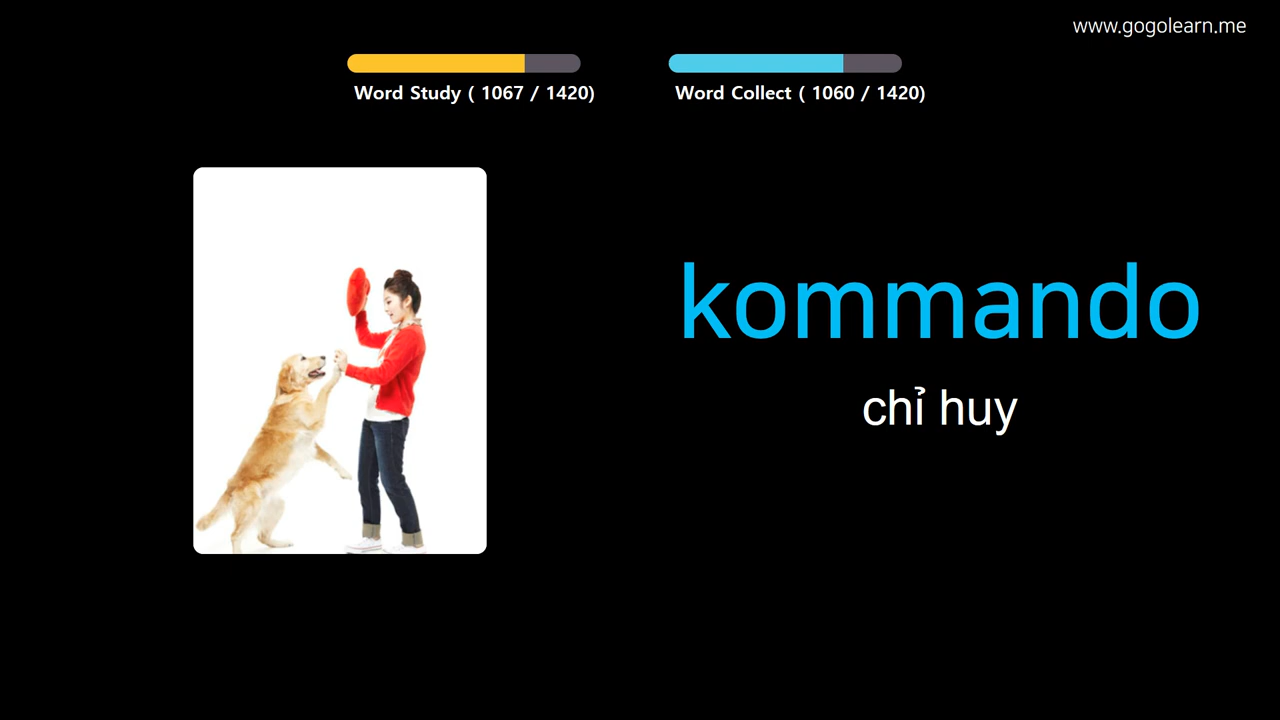 www.gogolearn.me
Word Study ( 1067 / 1420)
Word Collect ( 1060 / 1420)
kommando
chỉ huy